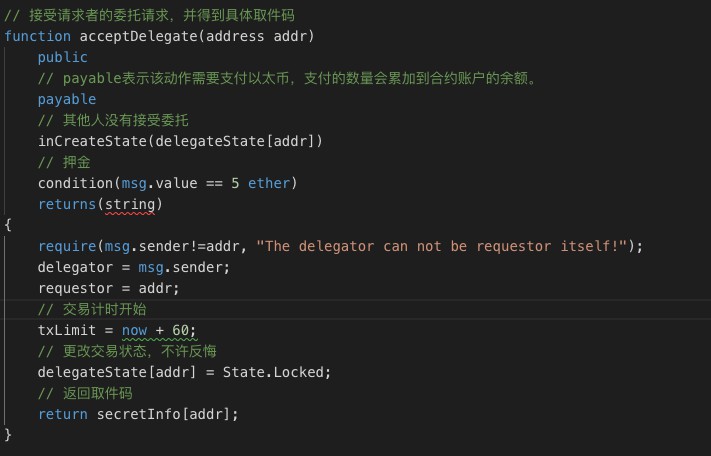 // 接受请求者的委托请求，并得到具体取件码
function acceptDelegate(address addr)
    public
    // payable表示该动作需要支付以太币，支付的数量会累加到合约账户的余额。
    payable
    // 其他人没有接受委托
    inCreateState(delegateState[addr])
    // 押金
    condition(msg.value == 5 ether)
    returns(string)
{
    require(msg.sender!=addr, "The delegator can not be requestor itself!");
    delegator = msg.sender;
    requestor = addr;
    // 交易计时开始
    txLimit = now + 60;
    // 更改交易状态，不许反悔
    delegateState[addr] = State.Locked;
    // 返回取件码
    return secretInfo[addr];
}